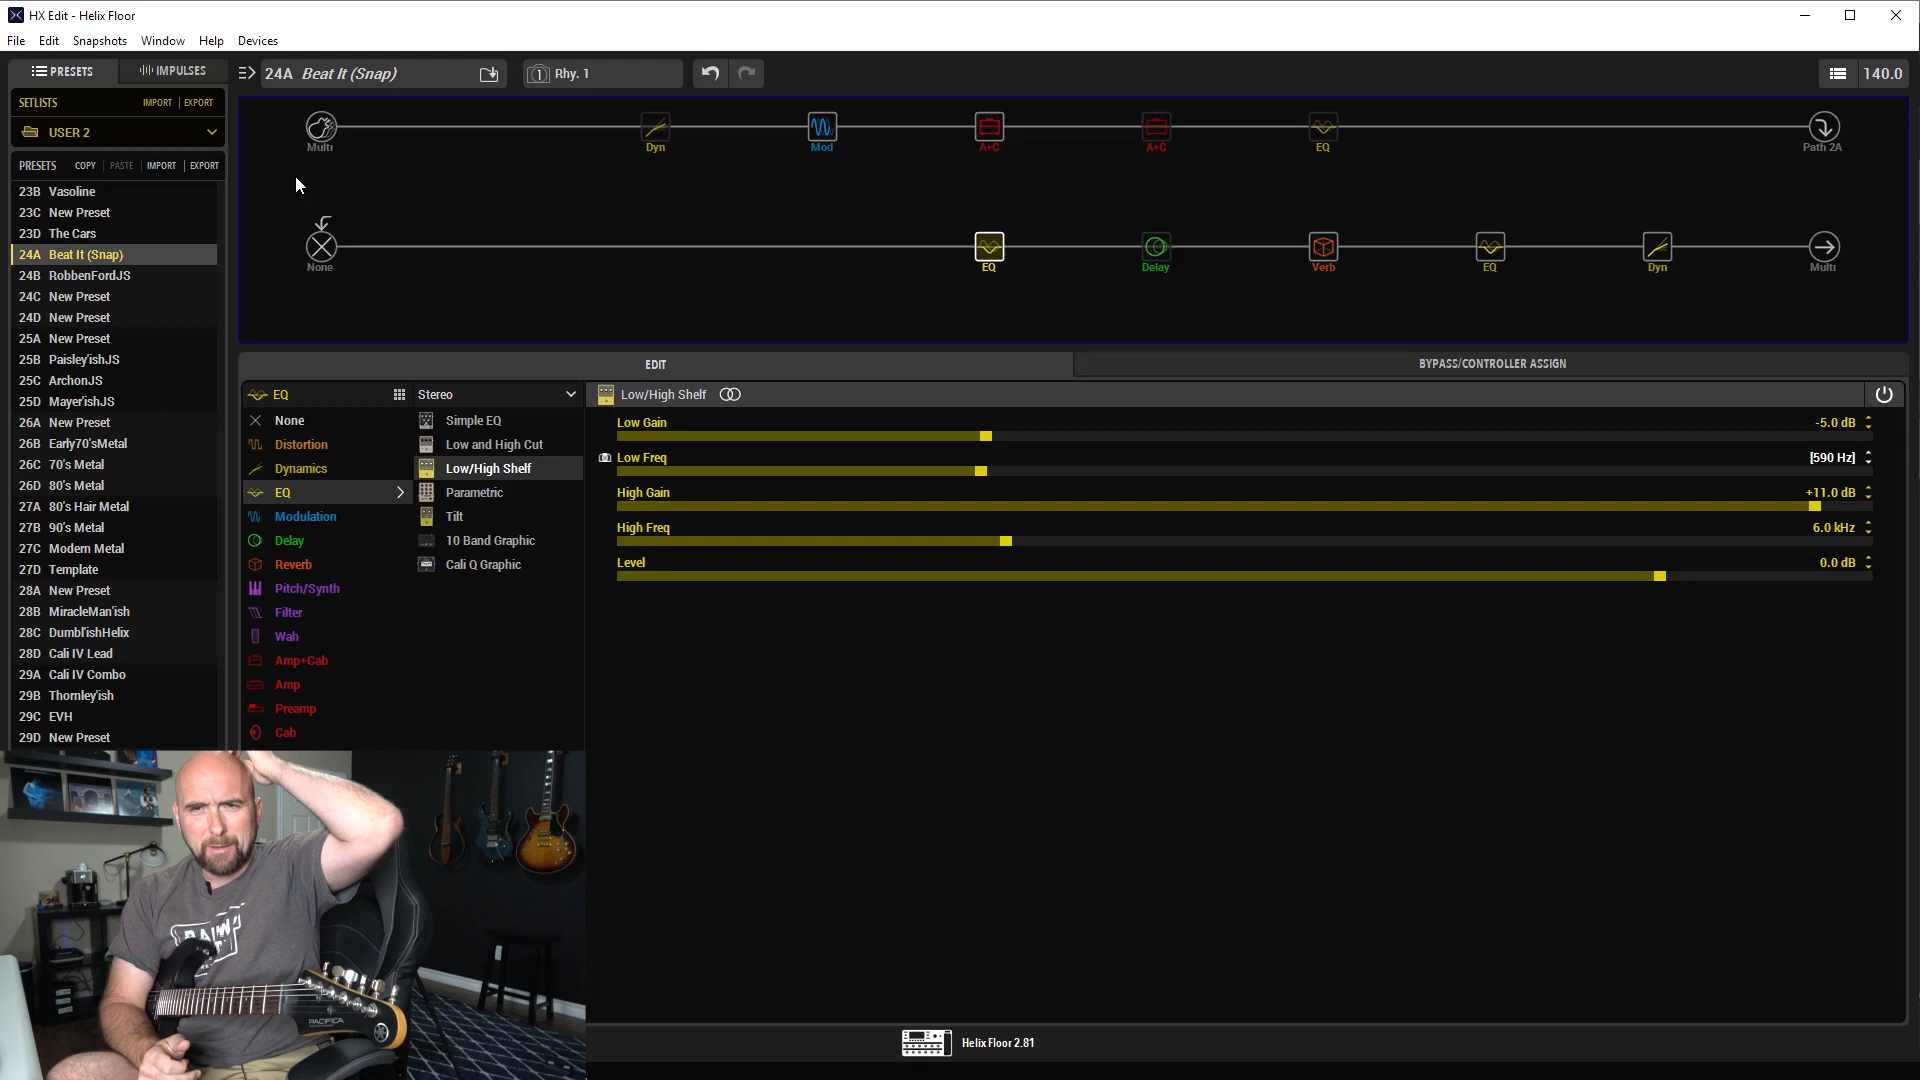 HX Edit - Helix Floor
File Edit Snapshots Window Help Devices
PRESETS IMPULSES
24A Beat It (Snap)
1 Rhy. 1
140.0
SETLISTS IMPORT | EXPORT
USER 2
PRESETS COPY PASTE IMPORT | EXPORT
23B Vasoline
23C New Preset
23D The Cars
24A Beat It (Snap)
24B RobbenFordJS
24C New Preset
24D New Preset
25A New Preset
25B Paisley'ishJS
25C ArchonJS
25D Mayer'ishJS
26A New Preset
26B Early70'sMetal
26C 70's Metal
26D 80's Metal
27A 80's Hair Metal
27B 90's Metal
27C Modern Metal
27D Template
28A New Preset
28B MiracleMan'ish
28C Dumbl'ishHelix
28D Cali IV Lead
29A Cali IV Combo
29B Thornley'ish
29C EVH
29D New Preset
Multi Dyn Mod A+C A+C EQ Path 2A
None EQ Delay Verb EQ Dyn Multi
EDIT BYPASS/CONTROLLER ASSIGN
EQ
None
Distortion
Dynamics
EQ
Modulation
Delay
Reverb
Pitch/Synth
Filter
Wah
Amp+Cab
Amp
Preamp
Cab
Stereo
Simple EQ
Low and High Cut
Low/High Shelf
Parametric
Tilt
10 Band Graphic
Cali Q Graphic
Low/High Shelf
Low Gain -5.0 dB
Low Freq [590 Hz]
High Gain +11.0 dB
High Freq 6.0 kHz
Level 0.0 dB
PACIFICA
Helix Floor 2.81